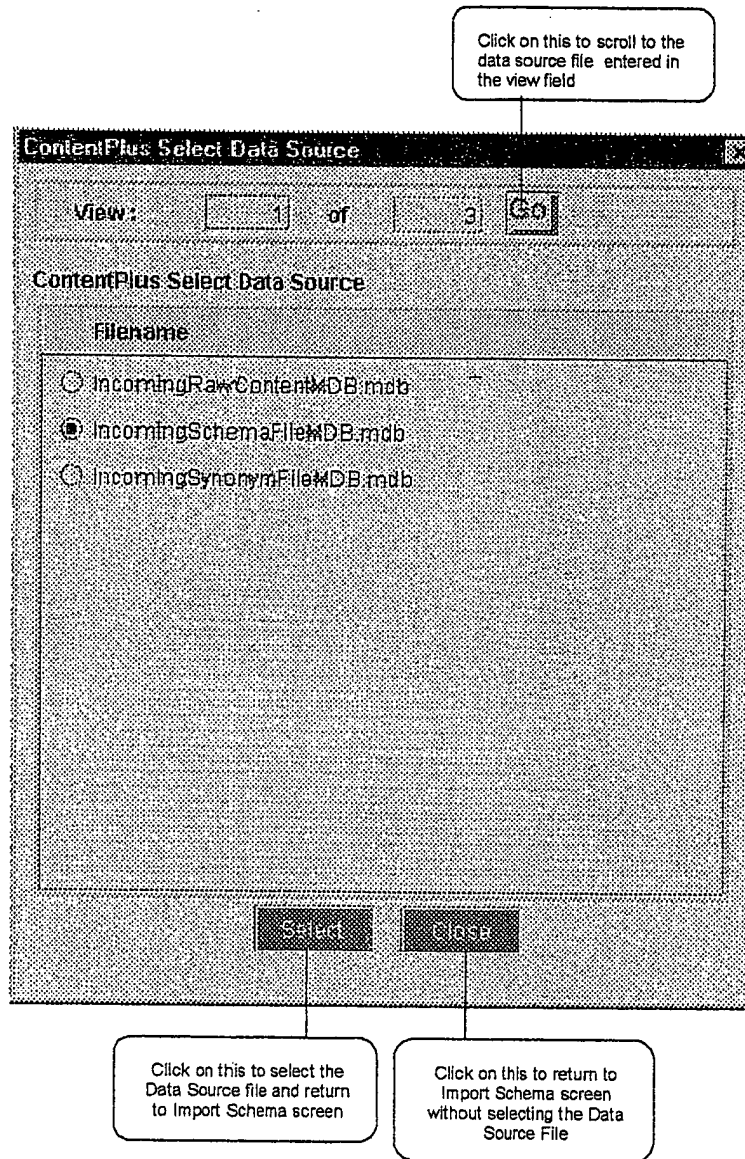 Click on this to scroll to the
data source file entered in
the view field
ContentPlus Select Data Source
View: 1 of 3 Go
ContentPlus Select Data Source
Filename
IncomingRawContentMDB.mdb
IncomingSchemaFileMDB.mdb
IncomingSynonymFileMDB.mdb
Select Close
Click on this to select the
Data Source file and return
to Import Schema screen
Click on this to return to
Import Schema screen
without selecting the Data
Source File